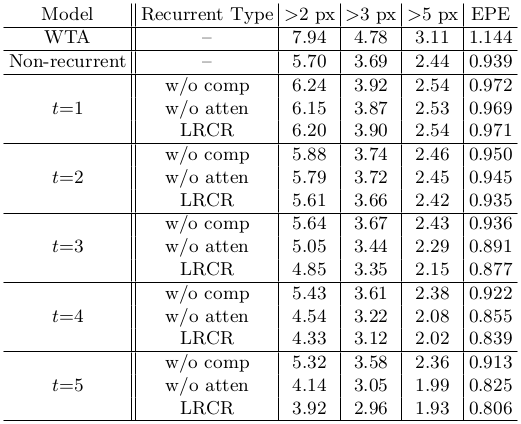 Model Recurrent Type >2 px >3 px >5 px EPE
WTA – 7.94 4.78 3.11 1.144
Non-recurrent – 5.70 3.69 2.44 0.939
w/o comp 6.24 3.92 2.54 0.972
t=1 w/o atten 6.15 3.87 2.53 0.969
LRCR 6.20 3.90 2.54 0.971
w/o comp 5.88 3.74 2.46 0.950
t=2 w/o atten 5.79 3.72 2.45 0.945
LRCR 5.61 3.66 2.42 0.935
w/o comp 5.64 3.67 2.43 0.936
t=3 w/o atten 5.05 3.44 2.29 0.891
LRCR 4.85 3.35 2.15 0.877
w/o comp 5.43 3.61 2.38 0.922
t=4 w/o atten 4.54 3.22 2.08 0.855
LRCR 4.33 3.12 2.02 0.839
w/o comp 5.32 3.58 2.36 0.913
t=5 w/o atten 4.14 3.05 1.99 0.825
LRCR 3.92 2.96 1.93 0.806